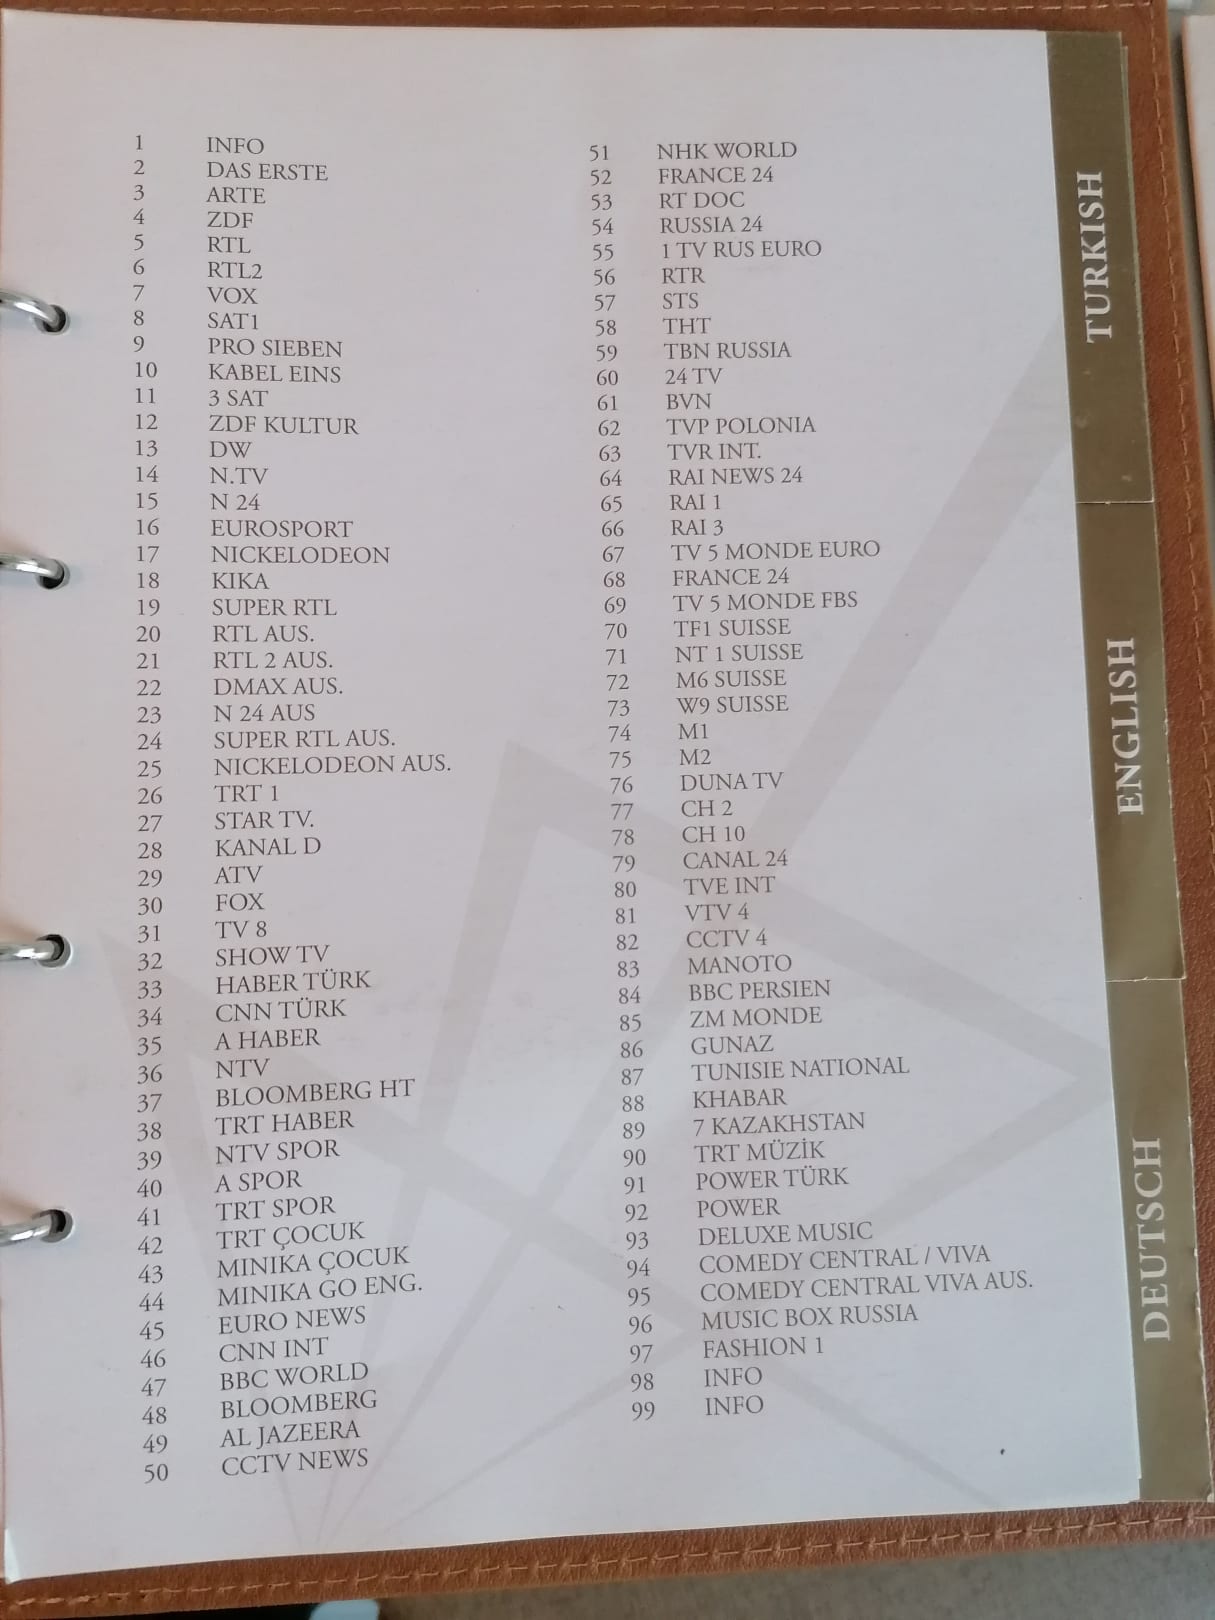 1 INFO
2 DAS ERSTE
3 ARTE
4 ZDF
5 RTL
6 RTL2
7 VOX
8 SAT1
9 PRO SIEBEN
10 KABEL EINS
11 3 SAT
12 ZDF KULTUR
13 DW
14 N.TV
15 N 24
16 EUROSPORT
17 NICKELODEON
18 KIKA
19 SUPER RTL
20 RTL AUS.
21 RTL 2 AUS.
22 DMAX AUS.
23 N 24 AUS
24 SUPER RTL AUS.
25 NICKELODEON AUS.
26 TRT 1
27 STAR TV.
28 KANAL D
29 ATV
30 FOX
31 TV 8
32 SHOW TV
33 HABER TÜRK
34 CNN TÜRK
35 A HABER
36 NTV
37 BLOOMBERG HT
38 TRT HABER
39 NTV SPOR
40 A SPOR
41 TRT SPOR
42 TRT ÇOCUK
43 MINIKA ÇOCUK
44 MINIKA GO ENG.
45 EURO NEWS
46 CNN INT
47 BBC WORLD
48 BLOOMBERG
49 AL JAZEERA
50 CCTV NEWS
51 NHK WORLD
52 FRANCE 24
53 RT DOC
54 RUSSIA 24
55 1 TV RUS EURO
56 RTR
57 STS
58 THT
59 TBN RUSSIA
60 24 TV
61 BVN
62 TVP POLONIA
63 TVR INT.
64 RAI NEWS 24
65 RAI 1
66 RAI 3
67 TV 5 MONDE EURO
68 FRANCE 24
69 TV 5 MONDE FBS
70 TF1 SUISSE
71 NT 1 SUISSE
72 M6 SUISSE
73 W9 SUISSE
74 M1
75 M2
76 DUNA TV
77 CH 2
78 CH 10
79 CANAL 24
80 TVE INT
81 VTV 4
82 CCTV 4
83 MANOTO
84 BBC PERSIEN
85 ZM MONDE
86 GUNAZ
87 TUNISIE NATIONAL
88 KHABAR
89 7 KAZAKHSTAN
90 TRT MÜZİK
91 POWER TÜRK
92 POWER
93 DELUXE MUSIC
94 COMEDY CENTRAL / VIVA
95 COMEDY CENTRAL VIVA AUS.
96 MUSIC BOX RUSSIA
97 FASHION 1
98 INFO
99 INFO
TURKISH
ENGLISH
DEUTSCH